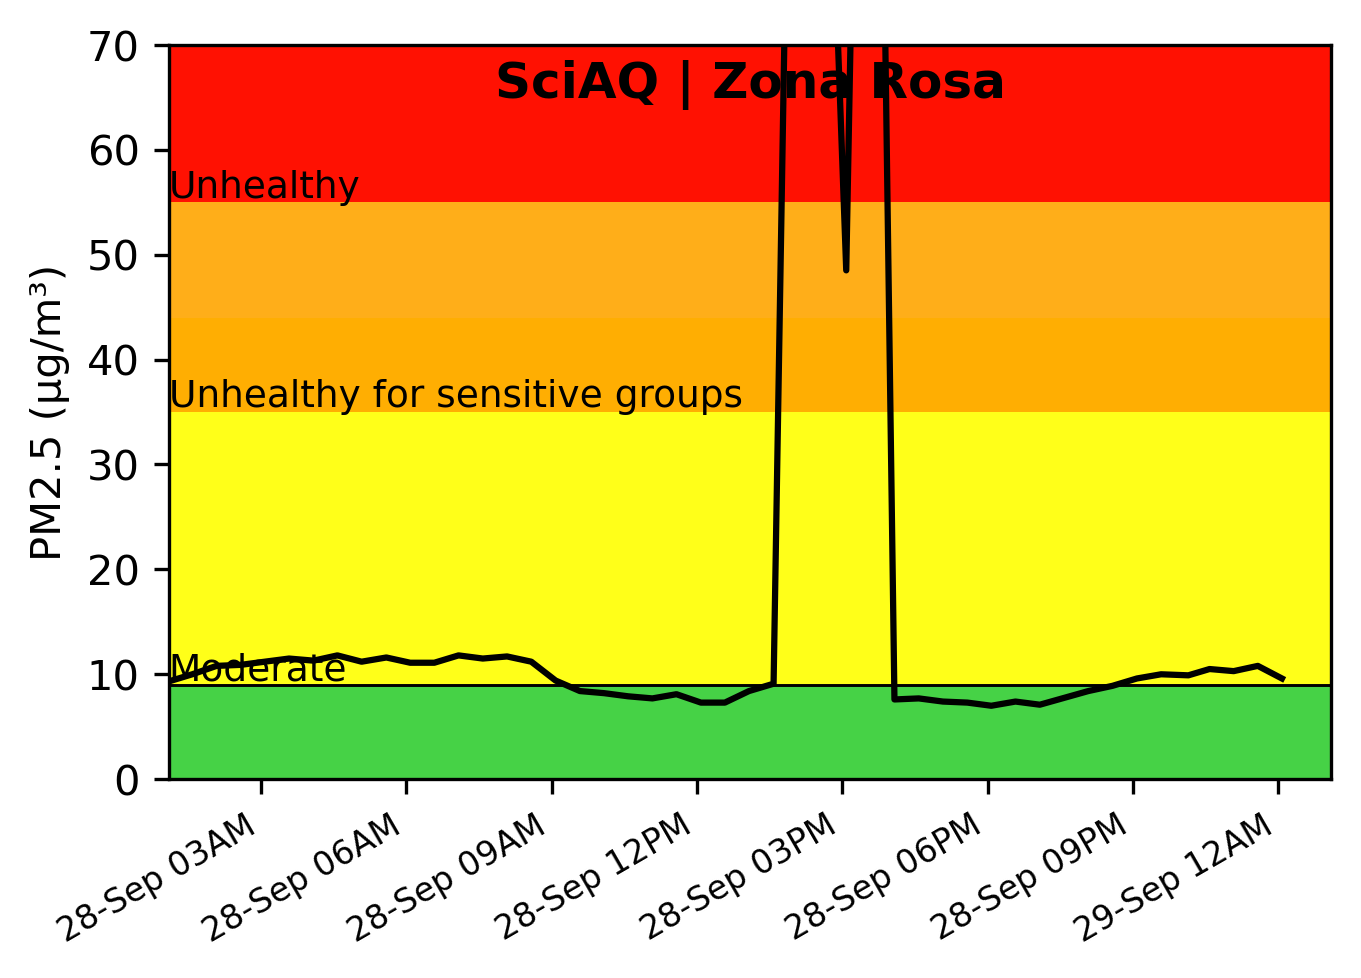 SciAQ | Zona Rosa
PM2.5 (µg/m³)
70
60
50
40
30
20
10
0
Unhealthy
Unhealthy for sensitive groups
Moderate
28-Sep 03AM
28-Sep 06AM
28-Sep 09AM
28-Sep 12PM
28-Sep 03PM
28-Sep 06PM
28-Sep 09PM
29-Sep 12AM